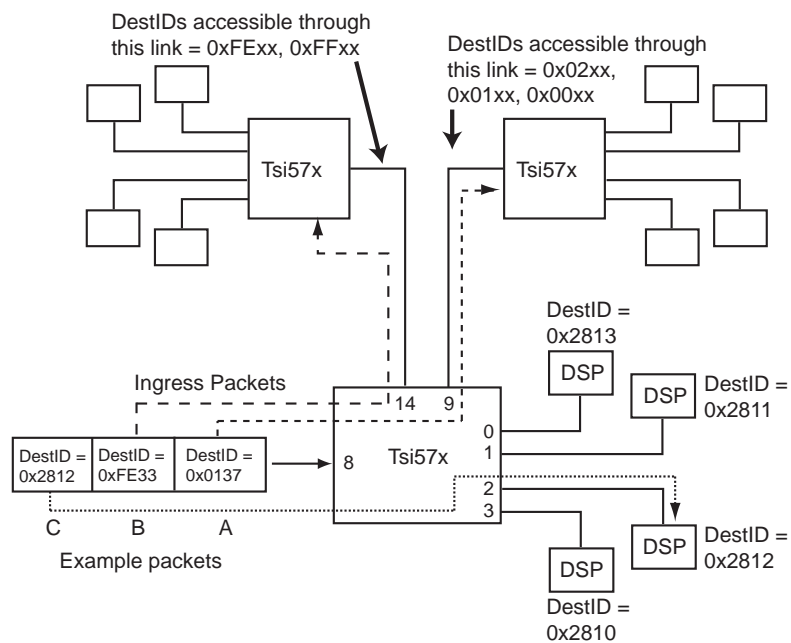 DestIDs accessible through
this link = 0xFExx, 0xFFxx
DestIDs accessible through
this link = 0x02xx,
0x01xx, 0x00xx
Tsi57x
Tsi57x
DestID =
0x2813
DSP
DestID =
0x2811
DSP
Ingress Packets
14
9
0
1
2
3
8
Tsi57x
DestID =
0x2812
DestID =
0xFE33
DestID =
0x0137
C
B
A
Example packets
DSP
DestID =
0x2812
DSP
DestID =
0x2810